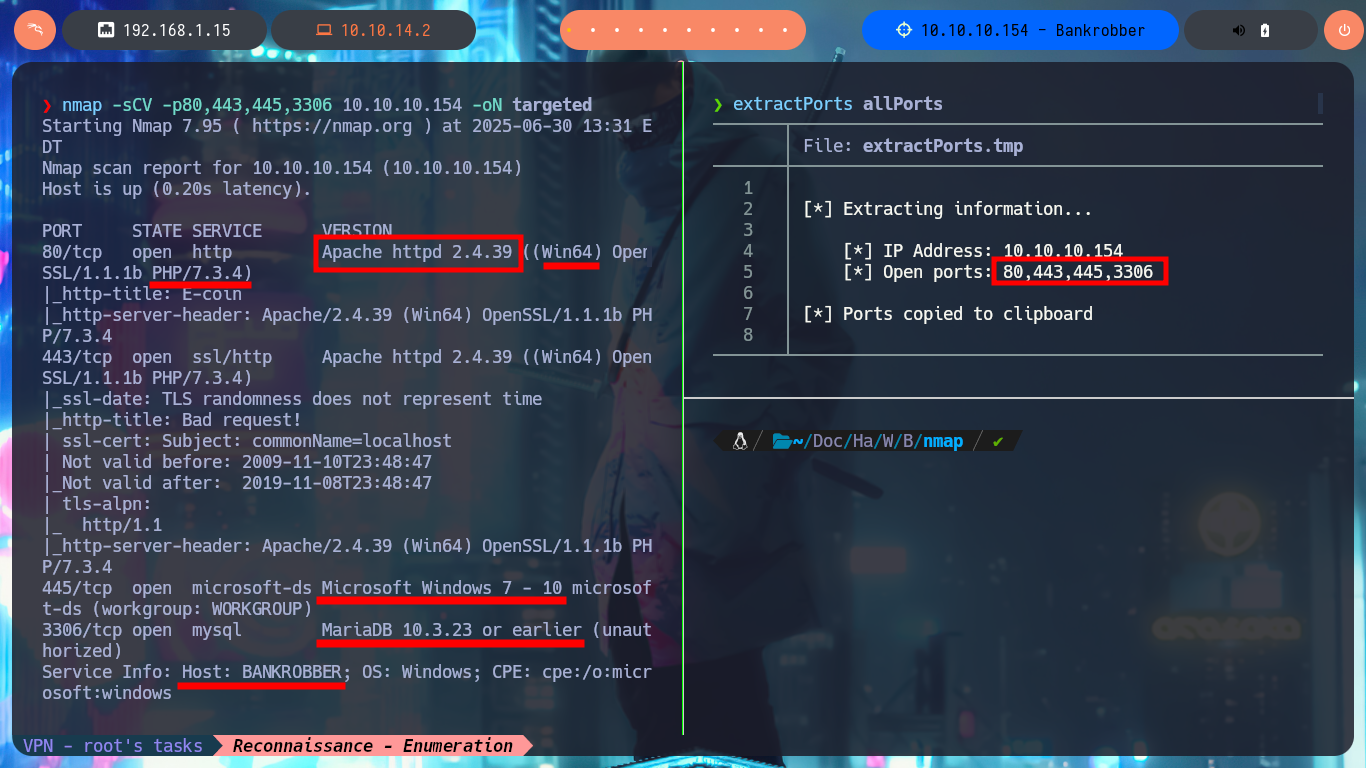 192.168.1.15
10.10.14.2
10.10.10.154 - Bankrobber
❯ nmap -sCV -p80,443,445,3306 10.10.10.154 -oN targeted
Starting Nmap 7.95 ( https://nmap.org ) at 2025-06-30 13:31 E
DT
Nmap scan report for 10.10.10.154 (10.10.10.154)
Host is up (0.20s latency).
PORT     STATE SERVICE      VERSION
80/tcp   open  http         Apache httpd 2.4.39 ((Win64) Open
SSL/1.1.1b PHP/7.3.4)
|_http-title: E-coin
|_http-server-header: Apache/2.4.39 (Win64) OpenSSL/1.1.1b PH
P/7.3.4
443/tcp  open  ssl/http     Apache httpd 2.4.39 ((Win64) Open
SSL/1.1.1b PHP/7.3.4)
|_ssl-date: TLS randomness does not represent time
|_http-title: Bad request!
| ssl-cert: Subject: commonName=localhost
| Not valid before: 2009-11-10T23:48:47
|_Not valid after:  2019-11-08T23:48:47
| tls-alpn:
|_  http/1.1
|_http-server-header: Apache/2.4.39 (Win64) OpenSSL/1.1.1b PH
P/7.3.4
445/tcp  open  microsoft-ds Microsoft Windows 7 - 10 microsof
t-ds (workgroup: WORKGROUP)
3306/tcp open  mysql        MariaDB 10.3.23 or earlier (unaut
horized)
Service Info: Host: BANKROBBER; OS: Windows; CPE: cpe:/o:micr
osoft:windows
❯ extractPorts allPorts
File: extractPorts.tmp
1
2 [*] Extracting information...
3
4 [*] IP Address: 10.10.10.154
5 [*] Open ports: 80,443,445,3306
6
7 [*] Ports copied to clipboard
8
~/Doc/Ha/W/B/nmap ✔
VPN - root's tasks
Reconnaissance - Enumeration